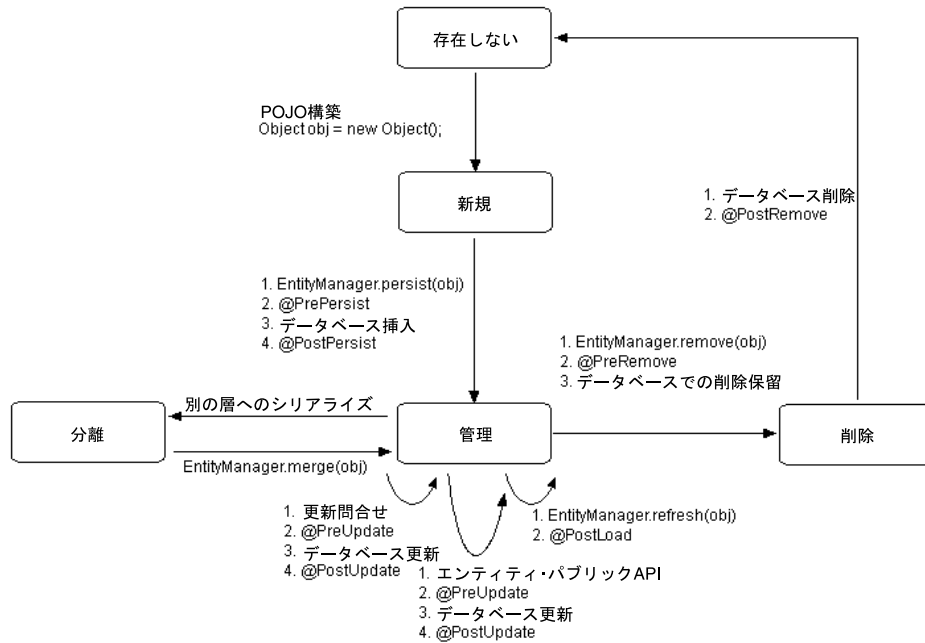 存在しない
POJO構築
Object obj = new Object();
新規
1. データベース削除
2. @PostRemove
1. EntityManager.persist(obj)
2. @PrePersist
3. データベース挿入
4. @PostPersist
1. EntityManager.remove(obj)
2. @PreRemove
3. データベースでの削除保留
別の層へのシリアライズ
分離
管理
削除
EntityManager.merge(obj)
1. 更新問合せ
2. @PreUpdate
3. データベース更新
4. @PostUpdate
1. EntityManager.refresh(obj)
2. @PostLoad
1. エンティティ・パブリックAPI
2. @PreUpdate
3. データベース更新
4. @PostUpdate